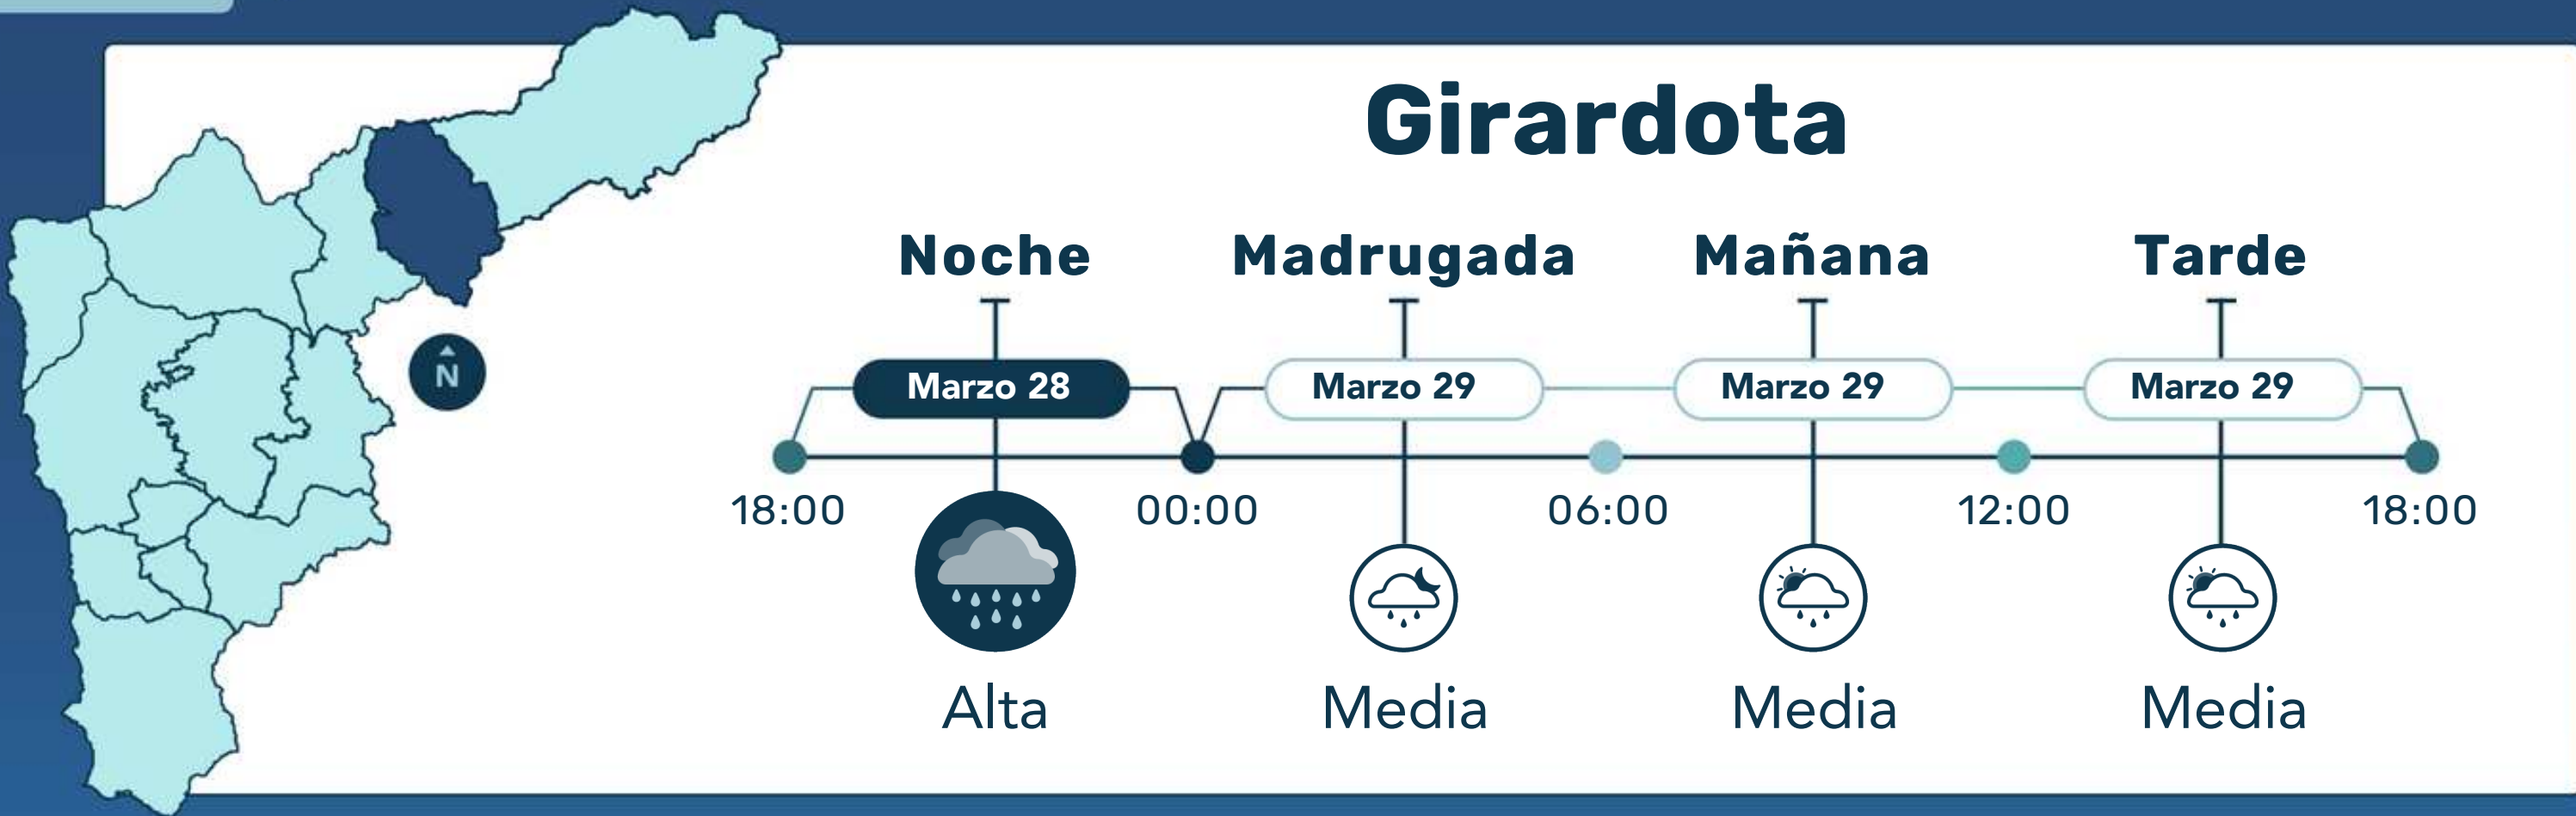 Girardota
Noche Madrugada Mañana Tarde
Marzo 28 Marzo 29 Marzo 29 Marzo 29
N
18:00 00:00 06:00 12:00 18:00
Alta Media Media Media